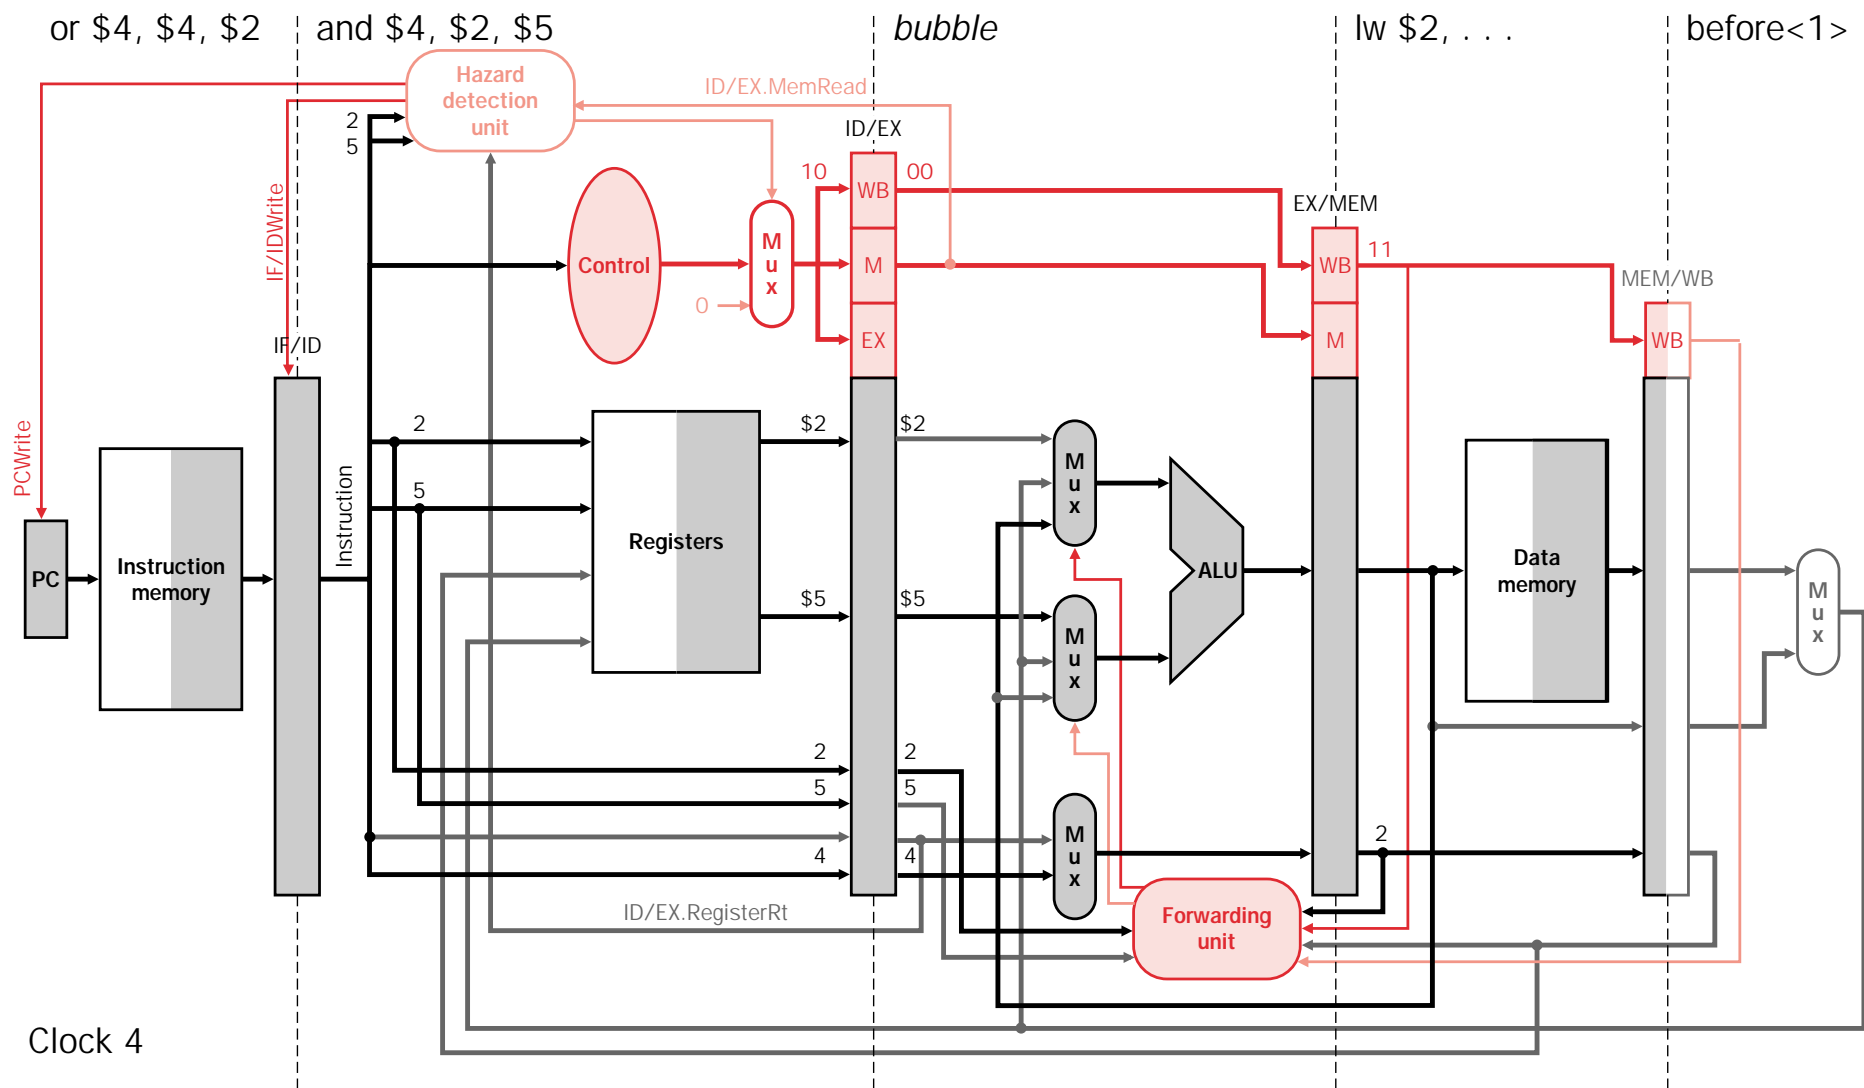 or $4, $4, $2
and $4, $2, $5
bubble
lw $2, . . .
before<1>
Hazard
detection
unit
ID/EX.MemRead
2
5
ID/EX
10
00
WB
M
EX
IF/IDWrite
Control
M
u
x
0
EX/MEM
WB
M
11
MEM/WB
WB
IF/ID
PCWrite
PC
Instruction
memory
Instruction
2
5
Registers
$2
$5
$2
$5
M
u
x
M
u
x
ALU
Data
memory
M
u
x
2
5
4
2
5
4
M
u
x
2
ID/EX.RegisterRt
Forwarding
unit
Clock 4